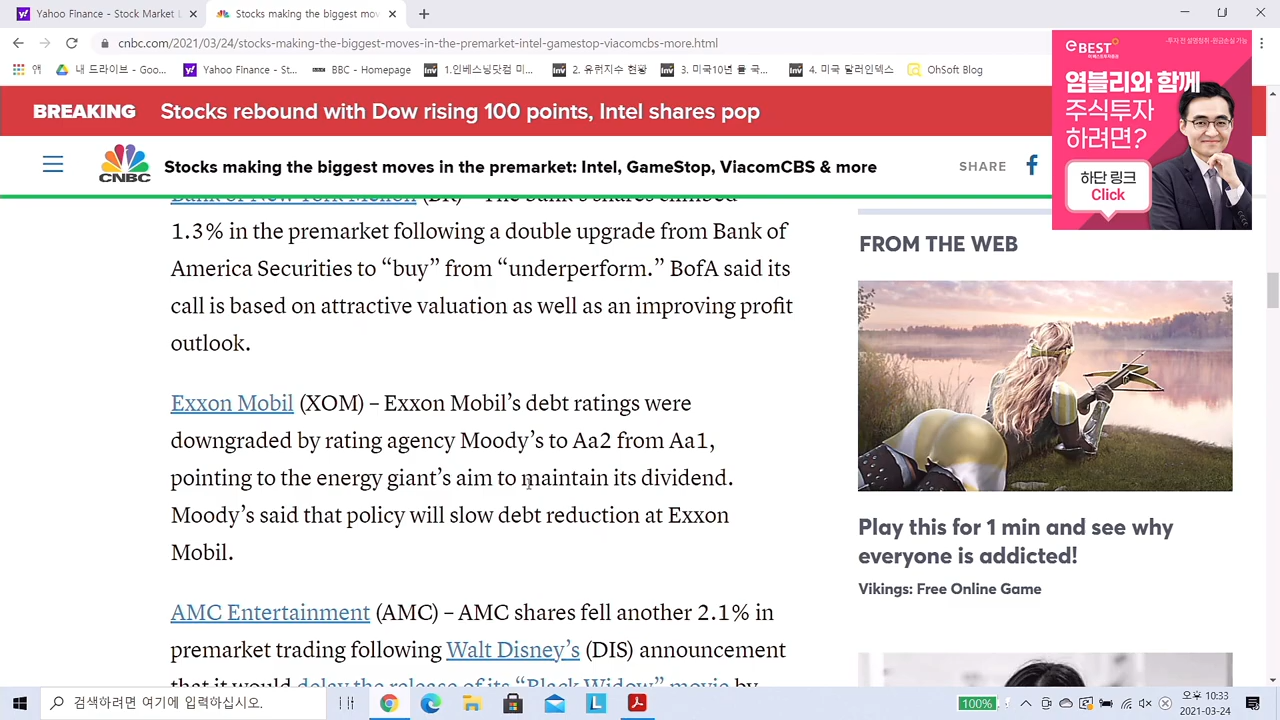 Yahoo Finance - Stock Market L
Stocks making the biggest mov
cnbc.com/2021/03/24/stocks-making-the-biggest-moves-in-the-premarket-intel-gamestop-viacomcbs-more.html
앱
내 드라이브 - Goo...
Yahoo Finance - St...
BBC - Homepage
1.인베스팅닷컴 미...
2. 유퀴지수 현황
3. 미국10년 물 국...
4. 미국 달러인덱스
OhSoft Blog
eBEST
염블리와 함께
주식투자
하려면?
하단 링크
Click
BREAKING Stocks rebound with Dow rising 100 points, Intel shares pop
CNBC
Stocks making the biggest moves in the premarket: Intel, GameStop, ViacomCBS & more
SHARE
Bank of New York Mellon (BK) – The bank's shares climbed
1.3% in the premarket following a double upgrade from Bank of
America Securities to “buy” from “underperform.” BofA said its
call is based on attractive valuation as well as an improving profit
outlook.
Exxon Mobil (XOM) – Exxon Mobil’s debt ratings were
downgraded by rating agency Moody’s to Aa2 from Aa1,
pointing to the energy giant’s aim to maintain its dividend.
Moody’s said that policy will slow debt reduction at Exxon
Mobil.
AMC Entertainment (AMC) – AMC shares fell another 2.1% in
premarket trading following Walt Disney’s (DIS) announcement
that it would delay the release of its “Black Widow” movie by
FROM THE WEB
Play this for 1 min and see why
everyone is addicted!
Vikings: Free Online Game
검색하려면 여기에 입력하십시오.
100%
오후 10:33
2021-03-24